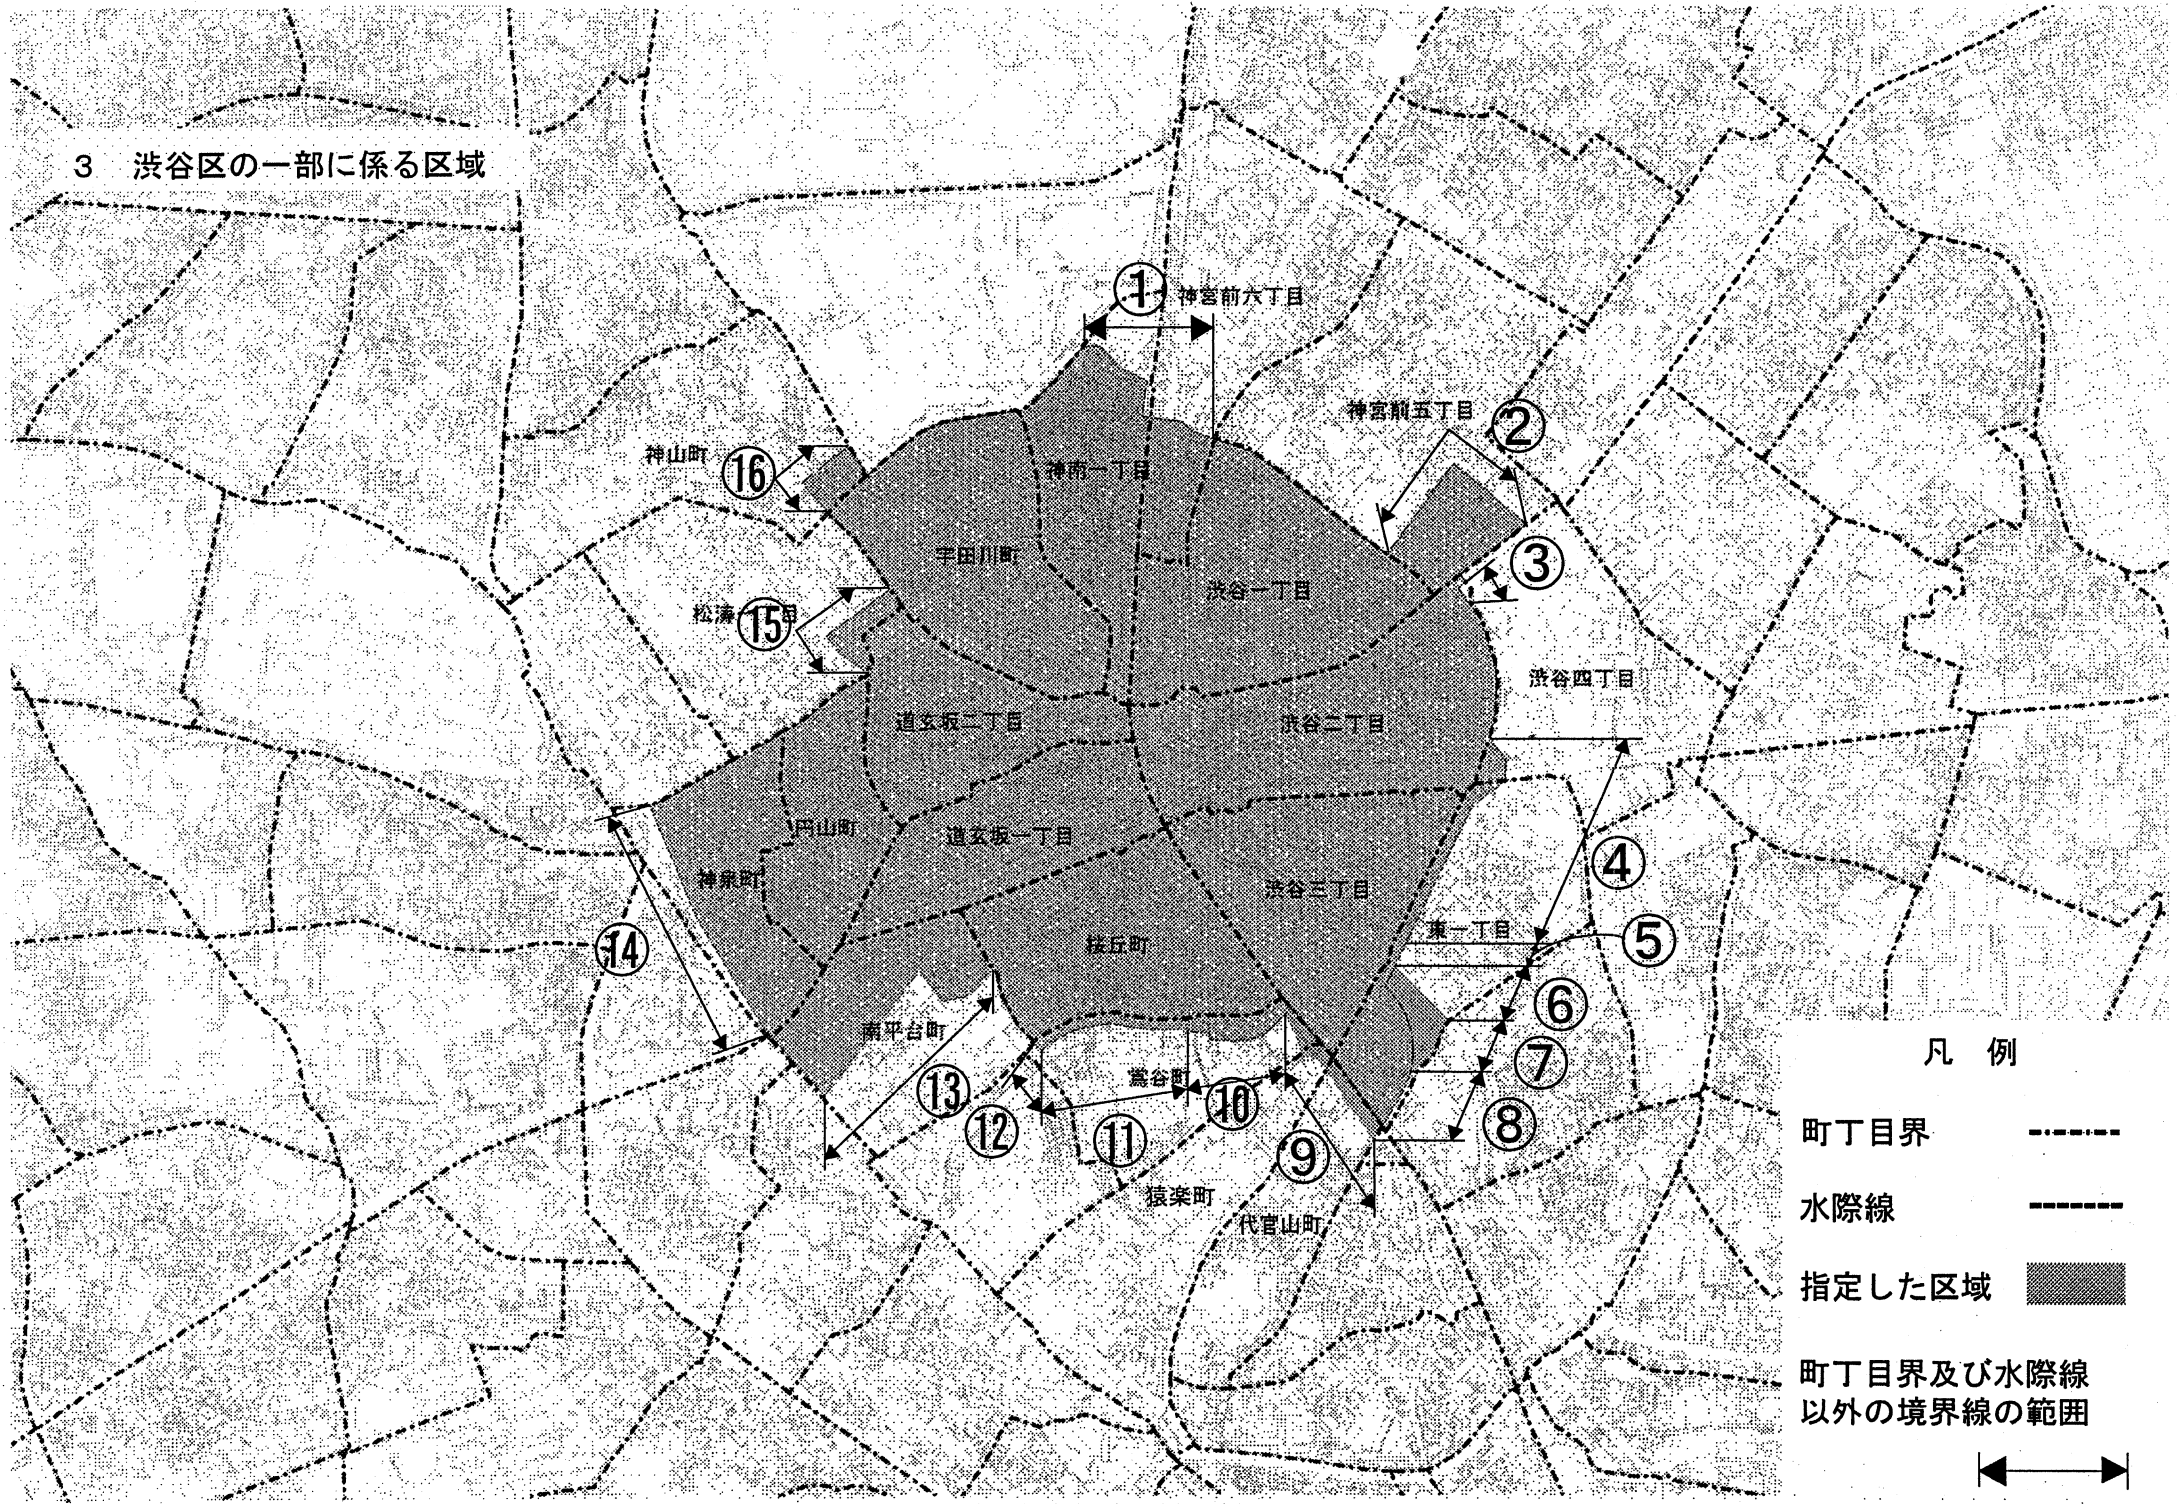 3 渋谷区の一部に係る区域
①
神宮前六丁目
神宮前五丁目
②
神山町
⑯
神南一丁目
宇田川町
③
渋谷一丁目
松濤一丁目
⑮
渋谷四丁目
道玄坂二丁目
渋谷二丁目
円山町
道玄坂一丁目
④
神泉町
渋谷三丁目
東一丁目
⑭
桜丘町
⑤
⑥
南平台町
⑦
鶯谷町
⑬
⑩
⑫
⑪
⑧
⑨
猿楽町
代官山町
凡 例
町丁目界
水際線
指定した区域
町丁目界及び水際線
以外の境界線の範囲